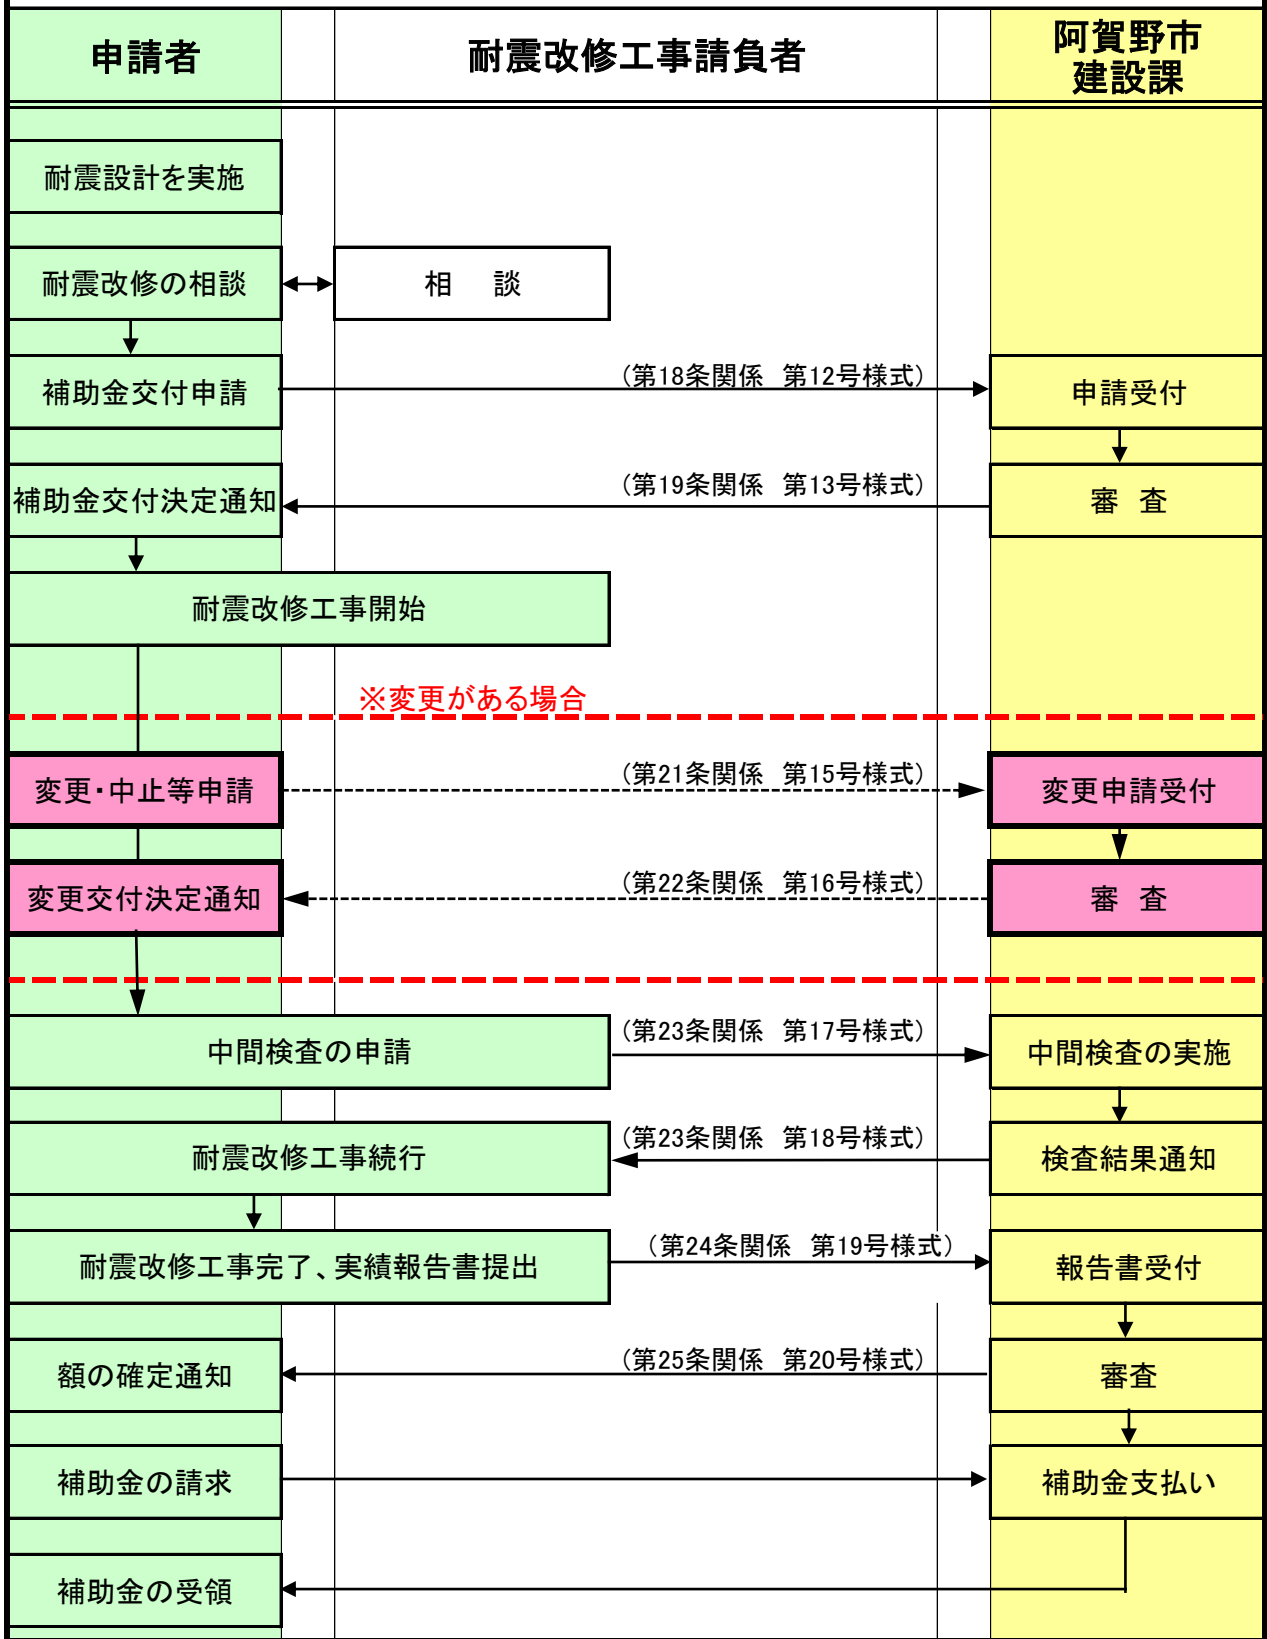 申請者
耐震改修工事請負者
阿賀野市
建設課
耐震設計を実施
耐震改修の相談
相　談
補助金交付申請
（第18条関係　第12号様式）
申請受付
補助金交付決定通知
（第19条関係　第13号様式）
審　査
耐震改修工事開始
※変更がある場合
変更・中止等申請
（第21条関係　第15号様式）
変更申請受付
変更交付決定通知
（第22条関係　第16号様式）
審　査
中間検査の申請
（第23条関係　第17号様式）
中間検査の実施
耐震改修工事続行
（第23条関係　第18号様式）
検査結果通知
耐震改修工事完了、実績報告書提出
（第24条関係　第19号様式）
報告書受付
額の確定通知
（第25条関係　第20号様式）
審査
補助金の請求
補助金支払い
補助金の受領